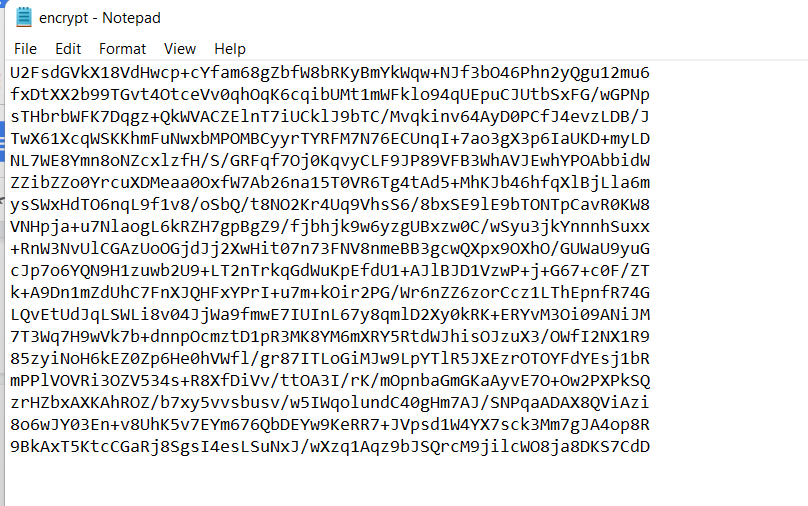 encrypt - Notepad
File Edit Format View Help
U2FsdGVkX18VdHwcp+cYfam68gZbfW8bRKyBmYkWqw+NJf3bO46Phn2yQgu12mu6
fxDtXX2b99TGvt4OtceVv0qhOqK6cqibUMt1mWFklo94qUEpuCJUtbSxFG/wGPNp
sTHbrbWFK7Dqgz+QkWVACZElnT7iUCklJ9bTC/Mvqkinv64AyD0PCfJ4evzLDB/J
TwX61XcqWSKKhmFuNwxbMPOMBCyyrTYRFM7N76ECUnqI+7ao3gX3p6IaUKD+myLD
NL7WE8Ymn8oNZcxlzfH/S/GRFqf7Oj0KqvyCLF9JP89VFB3WhAVJEwhYPOAbbidW
ZZibZZo0YrcuXDMeaa0OxfW7Ab26na15T0VR6Tg4tAd5+MhKJb46hfqXlBjLla6m
ysSWxHdTO6nqL9f1v8/oSbQ/t8NO2Kr4Uq9VhsS6/8bxSE9lE9bTONTpCavR0KW8
VNHpja+u7NlaogL6kRZH7gpBgZ9/fjbhjk9w6yzgUBxzw0C/wSyu3jkYnnnhSuxx
+RnW3NvUlCGAzUoOGjdJj2XwHit07n73FNV8nmeBB3gcwQXpx9OXhO/GUWaU9yuG
cJp7o6YQN9H1zuwb2U9+LT2nTrkqGdWuKpEfdU1+AJlBJD1VzwP+j+G67+c0F/ZT
k+A9Dn1mZdUhC7FnXJQHFxYPrI+u7m+kOir2PG/Wr6nZZ6zorCcz1LThEpnfR74G
LQvEtUdJqLSWLi8v04JjWa9fmwE7IUInL67y8qmlD2Xy0kRK+ERYvM3Oi09ANiJM
7T3Wq7H9wVk7b+dnnpOcmztD1pR3MK8YM6mXRY5RtdWJhisOJzuX3/OWfI2NX1R9
85zyiNoH6kEZ0Zp6He0hVWfl/gr87ITLoGiMJw9LpYTlR5JXEzrOTOYFdYEsj1bR
mPPlVOVRi3OZV534s+R8XfDiVv/ttOA3I/rK/mOpnbaGmGKaAyvE7O+Ow2PXPkSQ
zrHZbxAXKAhROZ/b7xy5vvsbusv/w5IWqolundC40gHm7AJ/SNPqaADAX8QViAzi
8o6wJY03En+v8UhK5v7EYm676QbDEYw9KeRR7+JVpsd1W4YX7sck3Mm7gJA4op8R
9BkAxT5KtcCGaRj8SgsI4esLSuNxJ/wXzq1Aqz9bJSQrcM9jilcWO8ja8DKS7CdD